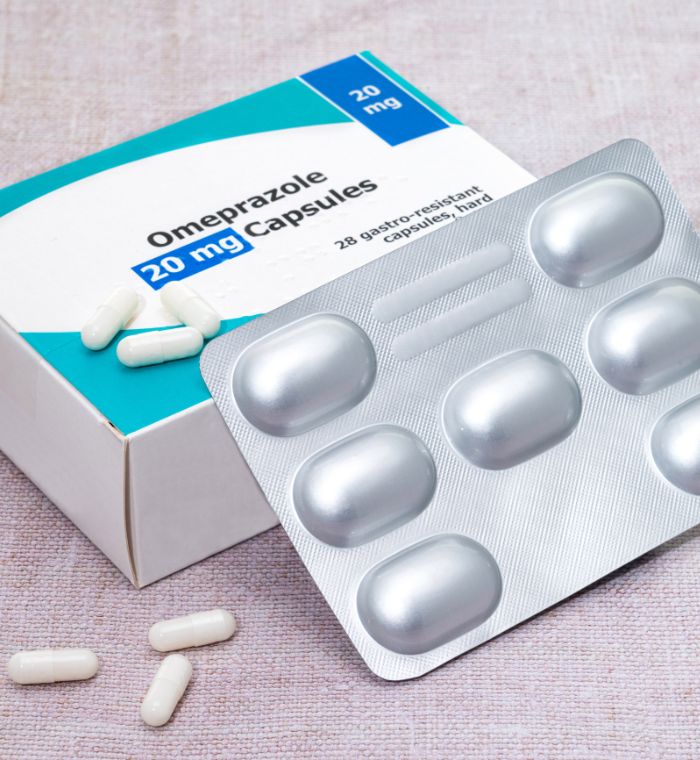 20
mg
Omeprazole
20 mg Capsules
28 gastro-resistant
capsules, hard